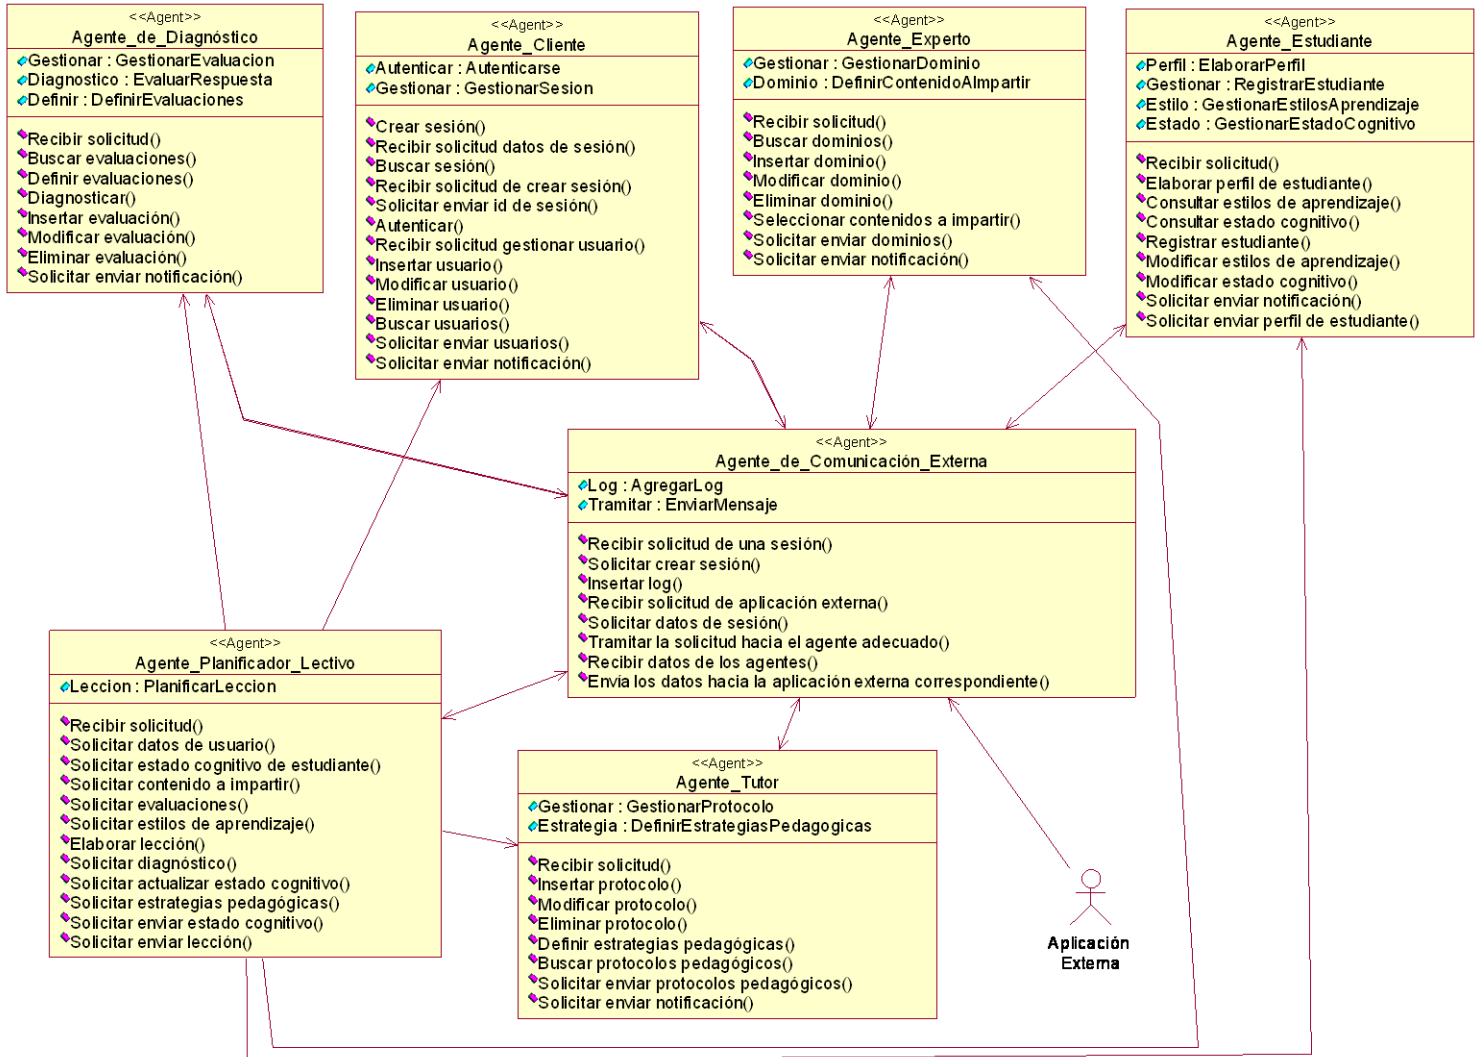 <<Agent>>
Agente_de_Diagnóstico
Gestionar : GestionarEvaluacion
Diagnostico : EvaluarRespuesta
Definir : DefinirEvaluaciones
Recibir solicitud()
Buscar evaluaciones()
Definir evaluaciones()
Diagnosticar()
Insertar evaluación()
Modificar evaluación()
Eliminar evaluación()
Solicitar enviar notificación()
<<Agent>>
Agente_Cliente
Autenticar : Autenticarse
Gestionar : GestionarSesion
Crear sesión()
Recibir solicitud datos de sesión()
Buscar sesión()
Recibir solicitud de crear sesión()
Solicitar enviar id de sesión()
Autenticar()
Recibir solicitud gestionar usuario()
Insertar usuario()
Modificar usuario()
Eliminar usuario()
Buscar usuarios()
Solicitar enviar usuarios()
Solicitar enviar notificación()
<<Agent>>
Agente_Experto
Gestionar : GestionarDominio
Dominio : DefinirContenidoAImpartir
Recibir solicitud()
Buscar dominios()
Insertar dominio()
Modificar dominio()
Eliminar dominio()
Seleccionar contenidos a impartir()
Solicitar enviar dominios()
Solicitar enviar notificación()
<<Agent>>
Agente_Estudiante
Perfil : ElaborarPerfil
Gestionar : RegistrarEstudiante
Estilo : GestionarEstilosAprendizaje
Estado : GestionarEstadoCognitivo
Recibir solicitud()
Elaborar perfil de estudiante()
Consultar estilos de aprendizaje()
Consultar estado cognitivo()
Registrar estudiante()
Modificar estilos de aprendizaje()
Modificar estado cognitivo()
Solicitar enviar notificación()
Solicitar enviar perfil de estudiante()
<<Agent>>
Agente_de_Comunicación_Externa
Log : AgregarLog
Tramitar : EnviarMensaje
Recibir solicitud de una sesión()
Solicitar crear sesión()
Insertar log()
Recibir solicitud de aplicación externa()
Solicitar datos de sesión()
Tramitar la solicitud hacia el agente adecuado()
Recibir datos de los agentes()
Envía los datos hacia la aplicación externa correspondiente()
<<Agent>>
Agente_Planificador_Lectivo
Leccion : PlanificarLeccion
Recibir solicitud()
Solicitar datos de usuario()
Solicitar estado cognitivo de estudiante()
Solicitar contenido a impartir()
Solicitar evaluaciones()
Solicitar estilos de aprendizaje()
Elaborar lección()
Solicitar diagnóstico()
Solicitar actualizar estado cognitivo()
Solicitar estrategias pedagógicas()
Solicitar enviar estado cognitivo()
Solicitar enviar lección()
<<Agent>>
Agente_Tutor
Gestionar : GestionarProtocolo
Estrategia : DefinirEstrategiasPedagogicas
Recibir solicitud()
Insertar protocolo()
Modificar protocolo()
Eliminar protocolo()
Definir estrategias pedagógicas()
Buscar protocolos pedagógicos()
Solicitar enviar protocolos pedagógicos()
Solicitar enviar notificación()
Aplicación
Externa